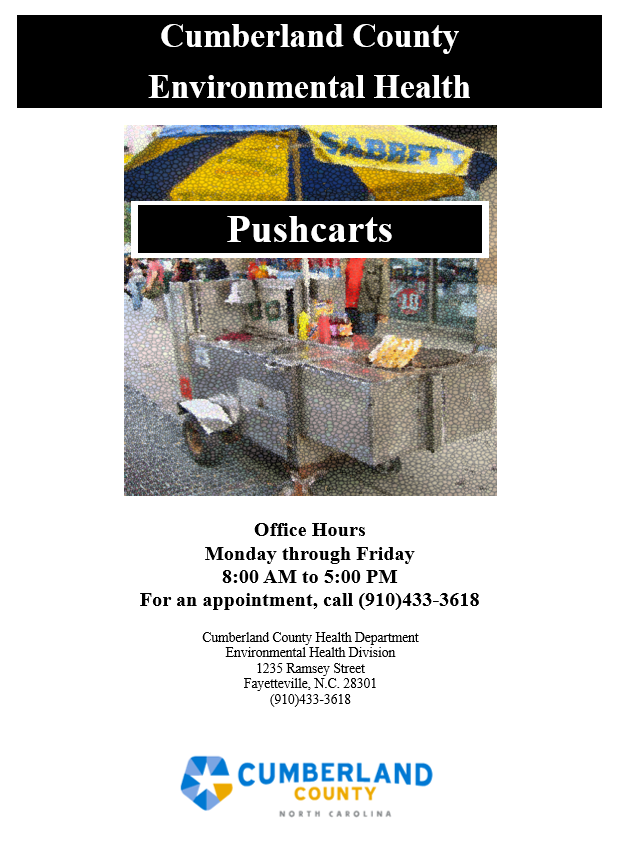 Cumberland County
Environmental Health
SABRETT
Pushcarts
Office Hours
Monday through Friday
8:00 AM to 5:00 PM
For an appointment, call (910)433-3618
Cumberland County Health Department
Environmental Health Division
1235 Ramsey Street
Fayetteville, N.C. 28301
(910)433-3618
CUMBERLAND
COUNTY
NORTH CAROLINA